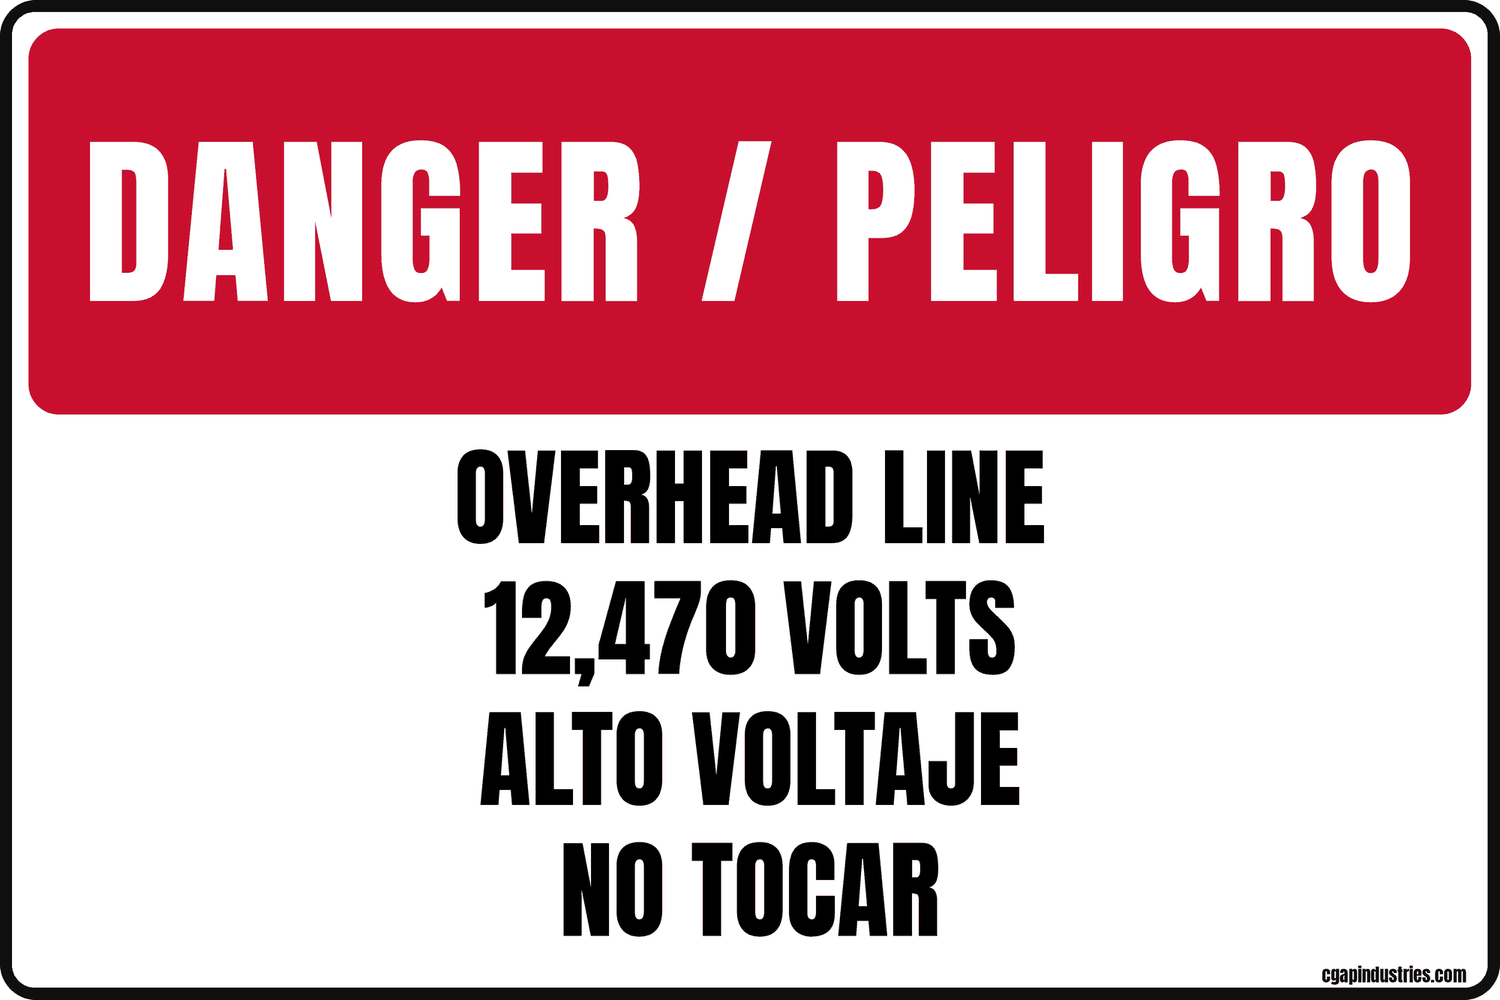 DANGER / PELIGRO
OVERHEAD LINE
12,470 VOLTS
ALTO VOLTAJE
NO TOCAR
cgapindustries.com